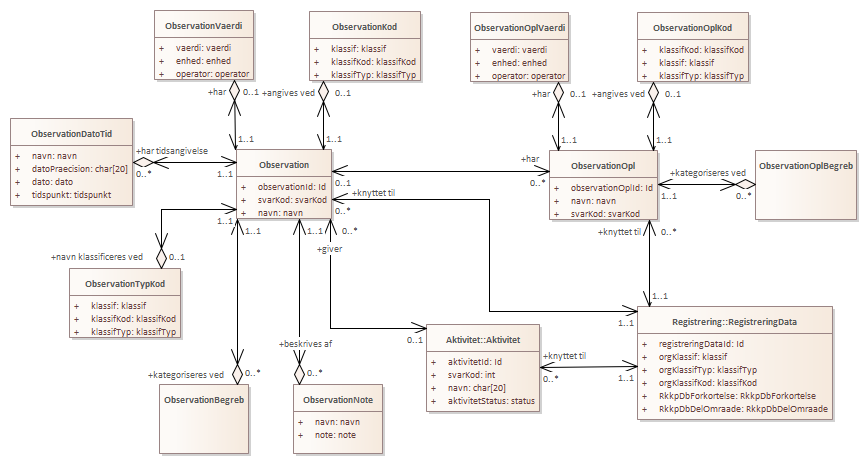 ObservationVaerdi
+ vaerdi: vaerdi
+ enhed: enhed
+ operator: operator
ObservationKod
+ klassif: klassif
+ klassifKod: klassifKod
+ klassifTyp: klassifTyp
ObservationOplVaerdi
+ vaerdi: vaerdi
+ enhed: enhed
+ operator: operator
ObservationOplKod
+ klassifKod: klassifKod
+ klassif: klassif
+ klassifTyp: klassifTyp
+har 0..1
+angives ved 0..1
+har 0..1
+angives ved 0..1
1..1
1..1
1..1
1..1
ObservationDatoTid
+ navn: navn
+ datoPraecision: char[20]
+ dato: dato
+ tidspunkt: tidspunkt
+har tidsangivelse
0..*
1..1
Observation
+ observationId: Id
+ svarKod: svarKod
+ navn: navn
+har
0..1
0..*
ObservationOpl
+ observationOplId: Id
+ navn: navn
+ svarKod: svarKod
+kategoriseres ved
1..1
0..*
ObservationOplBegreb
+knyttet til
0..*
1..1
1..1
1..1
0..*
+giver
+knyttet til
0..*
+navn klassificeres ved
0..1
ObservationTypKod
+ klassif: klassif
+ klassifKod: klassifKod
+ klassifTyp: klassifTyp
1..1
1..1
0..1
Registrering::RegistreringData
+ registreringDataId: Id
+ orgKlassif: klassif
+ orgKlassifTyp: klassifTyp
+ orgKlassifKod: klassifKod
+ RkkpDbForkortelse: RkkpDbForkortelse
+ RkkpDbDelOmraade: RkkpDbDelOmraade
Aktivitet::Aktivitet
+ aktivitetId: Id
+ svarKod: int
+ navn: char[20]
+ aktivitetStatus: status
+knyttet til
0..*
1..1
+beskrives af
0..*
+kategoriseres ved
0..*
ObservationBegreb
ObservationNote
+ navn: navn
+ note: note